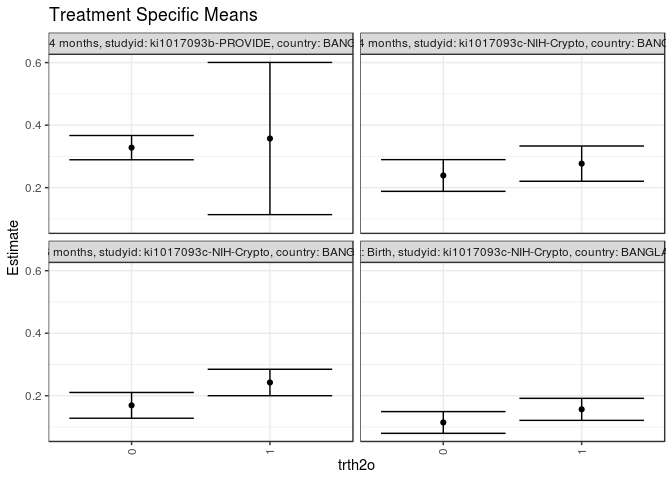 Treatment Specific Means
4 months, studyid: ki1017093b-PROVIDE, country: BANG
4 months, studyid: ki1017093c-NIH-Crypto, country: BANG
0.6
0.4
0.2
months, studyid: ki1017093c-NIH-Crypto, country: BANG
: Birth, studyid: ki1017093c-NIH-Crypto, country: BANGLA
0.6
0.4
0.2
Estimate
0
1
0
1
trth2o